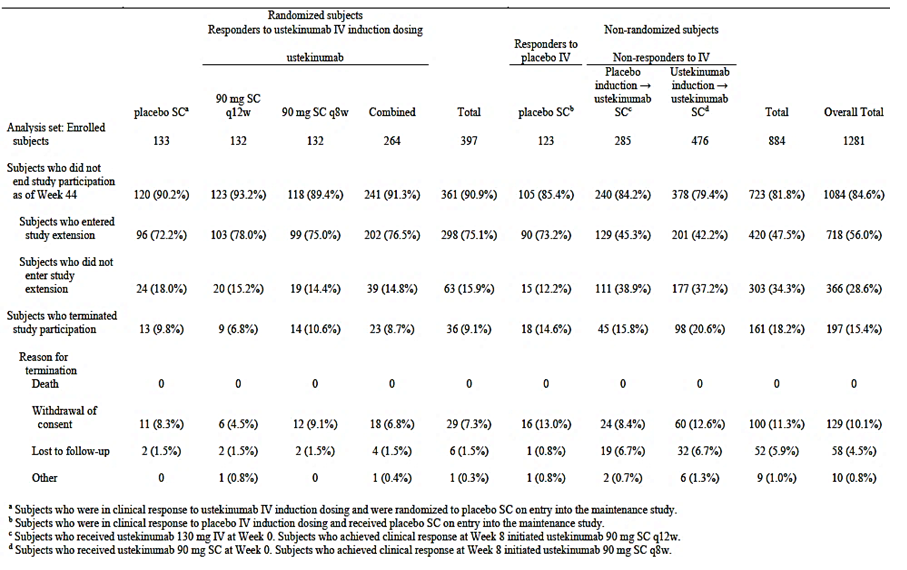 Randomized subjects
Responders to ustekinumab IV induction dosing
Non-randomized subjects
ustekinumab
Responders to placebo IV
Non-responders to IV
placebo SCᵃ
90 mg SC q12w
90 mg SC q8w
Combined
Total
placebo SCᵇ
Placebo induction → ustekinumab SCᶜ
Ustekinumab induction → ustekinumab SCᵈ
Total
Overall Total
Analysis set: Enrolled
subjects 133 132 132 264 397 123 285 476 884 1281
Subjects who did not
end study participation
as of Week 44 120 (90.2%) 123 (93.2%) 118 (89.4%) 241 (91.3%) 361 (90.9%) 105 (85.4%) 240 (84.2%) 378 (79.4%) 723 (81.8%) 1084 (84.6%)
Subjects who entered
study extension 96 (72.2%) 103 (78.0%) 99 (75.0%) 202 (76.5%) 298 (75.1%) 90 (73.2%) 129 (45.3%) 201 (42.2%) 420 (47.5%) 718 (56.0%)
Subjects who did not
enter study
extension 24 (18.0%) 20 (15.2%) 19 (14.4%) 39 (14.8%) 63 (15.9%) 15 (12.2%) 111 (38.9%) 177 (37.2%) 303 (34.3%) 366 (28.6%)
Subjects who terminated
study participation 13 (9.8%) 9 (6.8%) 14 (10.6%) 23 (8.7%) 36 (9.1%) 18 (14.6%) 45 (15.8%) 98 (20.6%) 161 (18.2%) 197 (15.4%)
Reason for
termination
Death 0 0 0 0 0 0 0 0 0 0
Withdrawal of
consent 11 (8.3%) 6 (4.5%) 12 (9.1%) 18 (6.8%) 29 (7.3%) 16 (13.0%) 24 (8.4%) 60 (12.6%) 100 (11.3%) 129 (10.1%)
Lost to follow-up 2 (1.5%) 2 (1.5%) 2 (1.5%) 4 (1.5%) 6 (1.5%) 1 (0.8%) 19 (6.7%) 32 (6.7%) 52 (5.9%) 58 (4.5%)
Other 0 1 (0.8%) 0 1 (0.4%) 1 (0.3%) 1 (0.8%) 2 (0.7%) 6 (1.3%) 9 (1.0%) 10 (0.8%)
ᵃ Subjects who were in clinical response to ustekinumab IV induction dosing and were randomized to placebo SC on entry into the maintenance study.
ᵇ Subjects who were in clinical response to placebo IV induction dosing and received placebo SC on entry into the maintenance study.
ᶜ Subjects who received ustekinumab 130 mg IV at Week 0. Subjects who achieved clinical response at Week 8 initiated ustekinumab 90 mg SC q12w.
ᵈ Subjects who received ustekinumab 90 mg SC at Week 0. Subjects who achieved clinical response at Week 8 initiated ustekinumab 90 mg SC q8w.